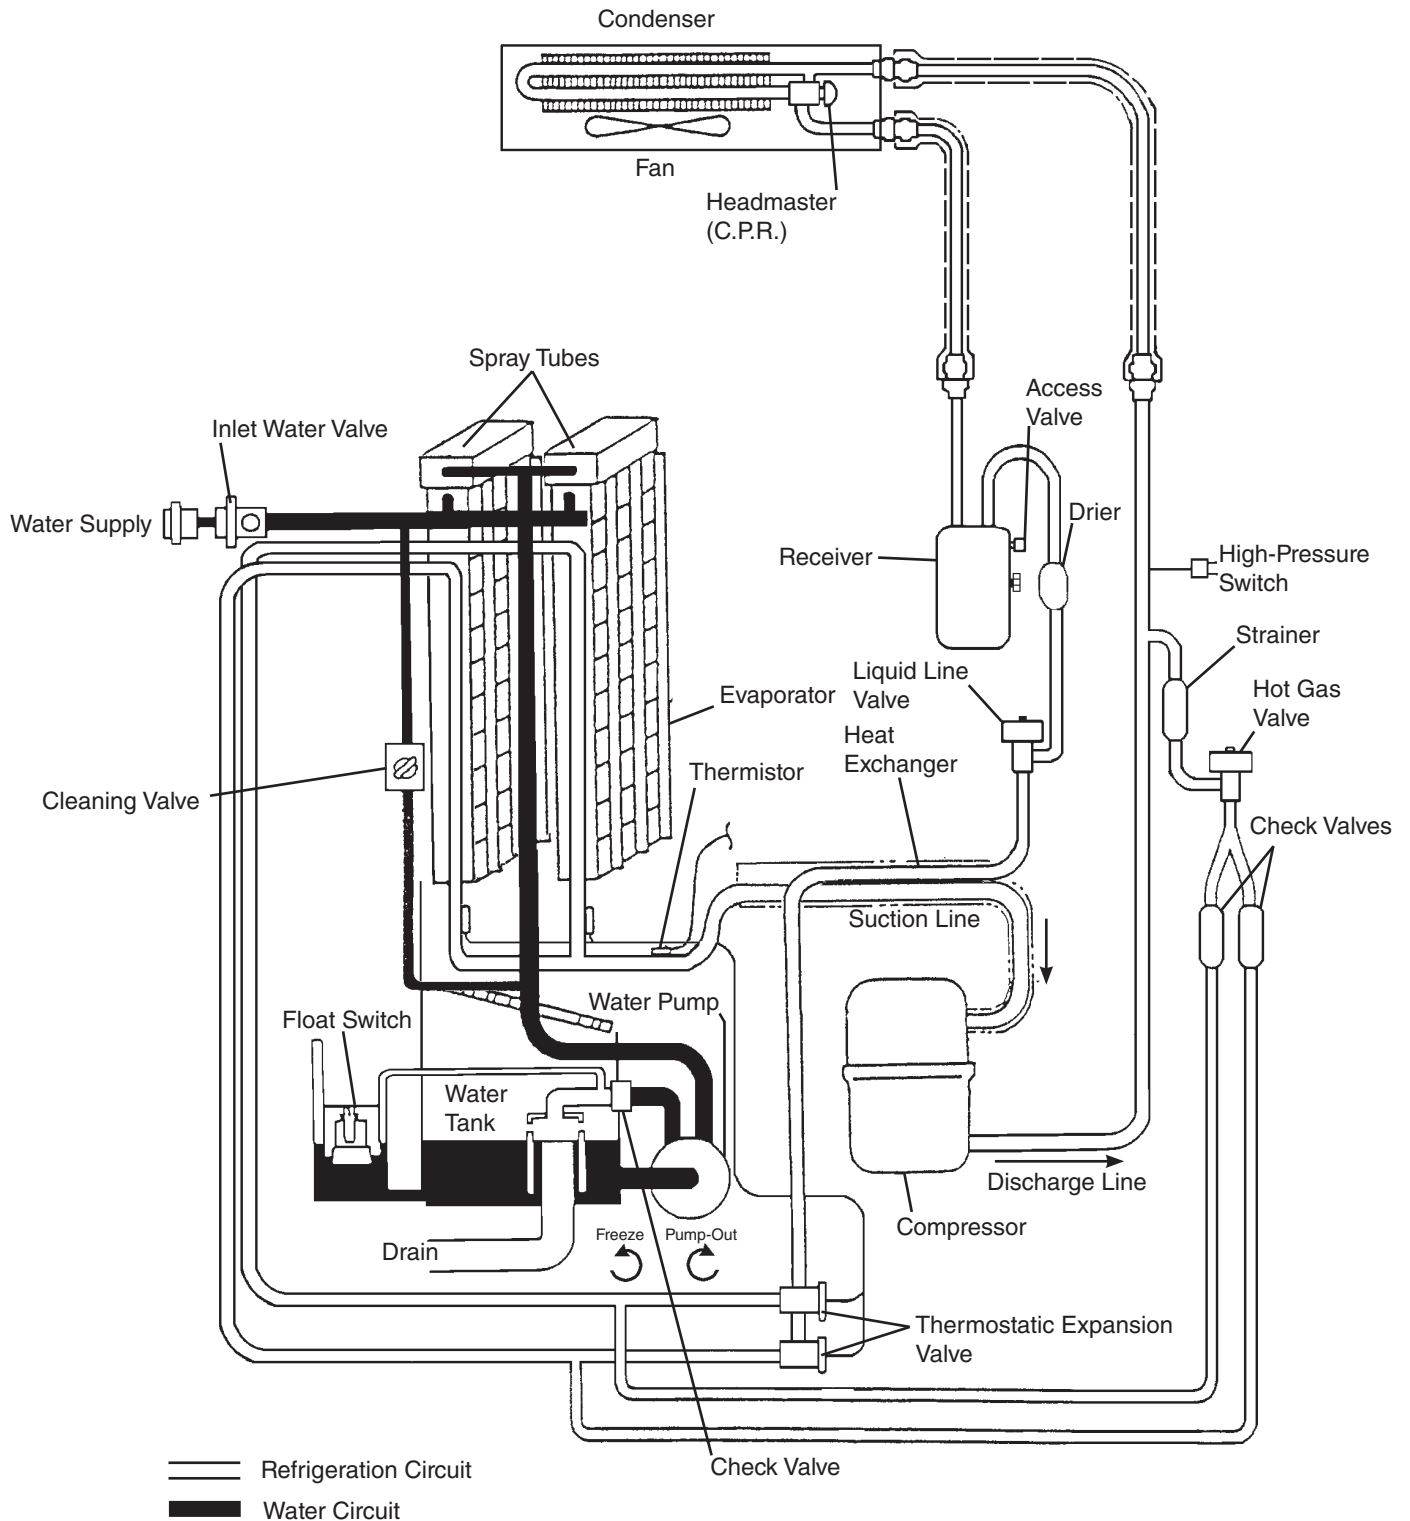 Condenser
Fan
Headmaster
(C.P.R.)
Spray Tubes
Access
Valve
Inlet Water Valve
Water Supply
Drier
Receiver
High-Pressure
Switch
Strainer
Liquid Line
Valve
Hot Gas
Valve
Evaporator
Heat
Exchanger
Thermistor
Cleaning Valve
Check Valves
Suction Line
Water Pump
Float Switch
Water
Tank
Discharge Line
Compressor
Freeze
Pump-Out
Drain
Thermostatic Expansion
Valve
Check Valve
Refrigeration Circuit
Water Circuit